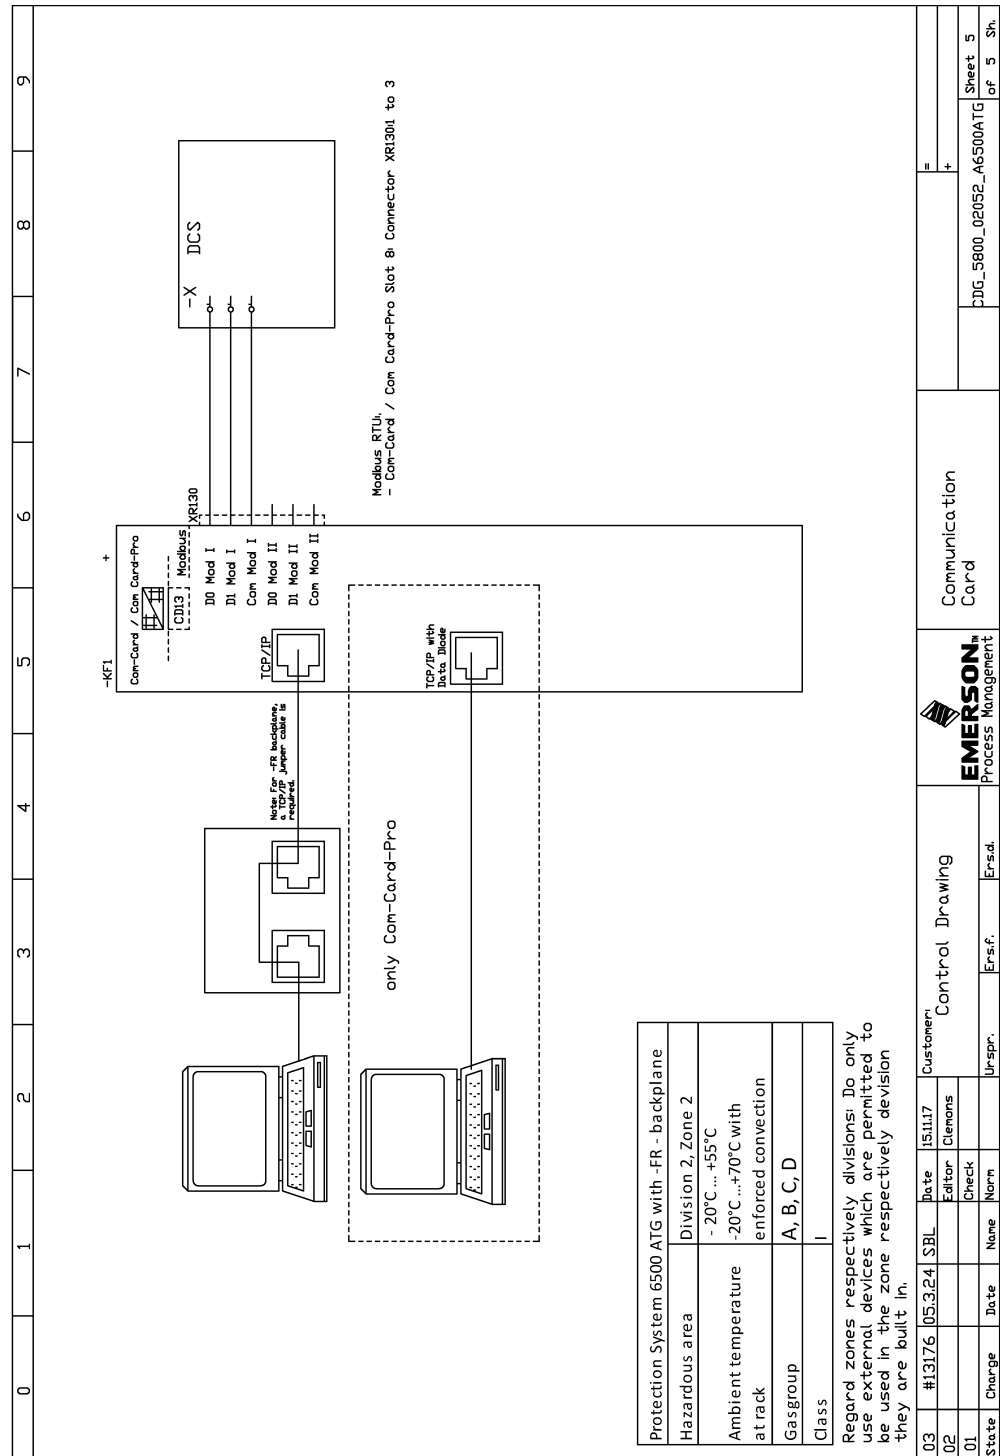 0 1 2 3 4 5 6 7 8 9
-KF1
+
Com-Card / Com Card-Pro
CD13
Modbus
XR130
D0 Mod I
D1 Mod I
Com Mod I
D0 Mod II
D1 Mod II
Com Mod II
-X
DCS
TCP/IP
Note: For -FR backplane,
a TCP/IP jumper cable is
required.
Modbus RTU:,
- Com-Card / Com Card-Pro Slot 8: Connector XR130:1 to 3
only Com-Card-Pro
TCP/IP with
Data Diode
Protection System 6500 ATG with -FR - backplane
Hazardous area
Division 2, Zone 2
Ambient temperature
at rack
- 20°C ... +55°C
-20°C ...+70°C with
enforced convection
Gasgroup
A, B, C, D
Class
I
Regard zones respectively divisions: Do only
use external devices which are permitted to
be used in the zone respectively devision
they are built in.
03 #13176 05.3.24 SBL
02
01
State Charge Date Name Norm
Date 15.11.17
Editor Clemons
Check
Customer:
Control Drawing
Urspr. Ers.f. Ers.d.
EMERSON™
Process Management
Communication
Card
=
+
CDG_5800_02052_A6500ATG
Sheet 5
of 5 Sh.